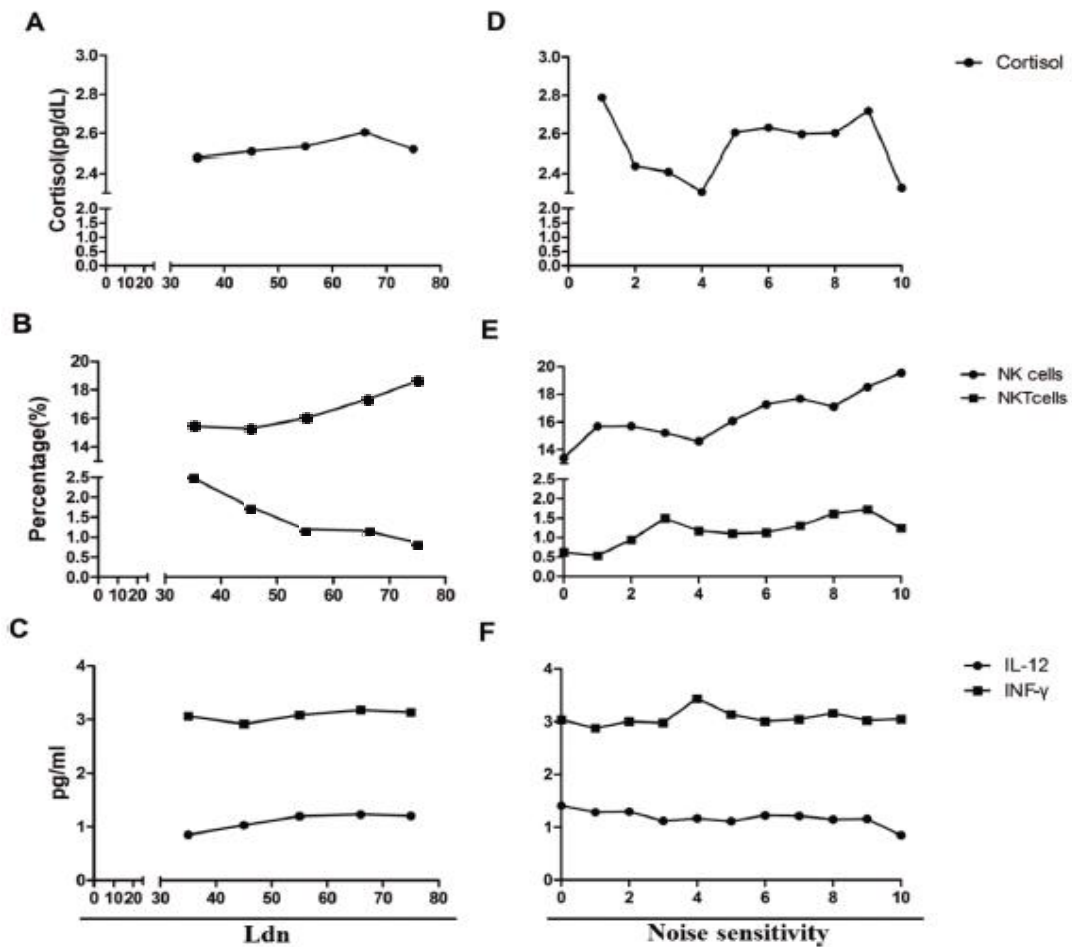 A
Cortisol(pg/dL)
3.0
2.8
2.6
2.4
2.0
1.5
1.0
0.5
0.0
0 10 20 30 40 50 60 70 80
D
3.0
2.8
2.6
2.4
2.0
1.5
1.0
0.5
0.0
0 2 4 6 8 10
Cortisol
B
Percentage(%)
20
18
16
14
2.5
2.0
1.5
1.0
0.5
0.0
0 10 20 30 40 50 60 70 80
E
20
18
16
14
2.5
2.0
1.5
1.0
0.5
0.0
0 2 4 6 8 10
NK cells
NKTcells
C
pg/ml
4
3
2
1
0
0 10 20 30 40 50 60 70 80
Ldn
F
4
3
2
1
0
0 2 4 6 8 10
Noise sensitivity
IL-12
INF-γ